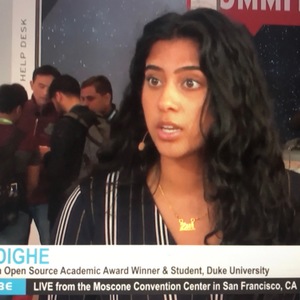 SUMMIT
HELP DESK
DIGHE
Open Source Academic Award Winner & Student, Duke University
BE LIVE from the Moscone Convention Center in San Francisco, CA